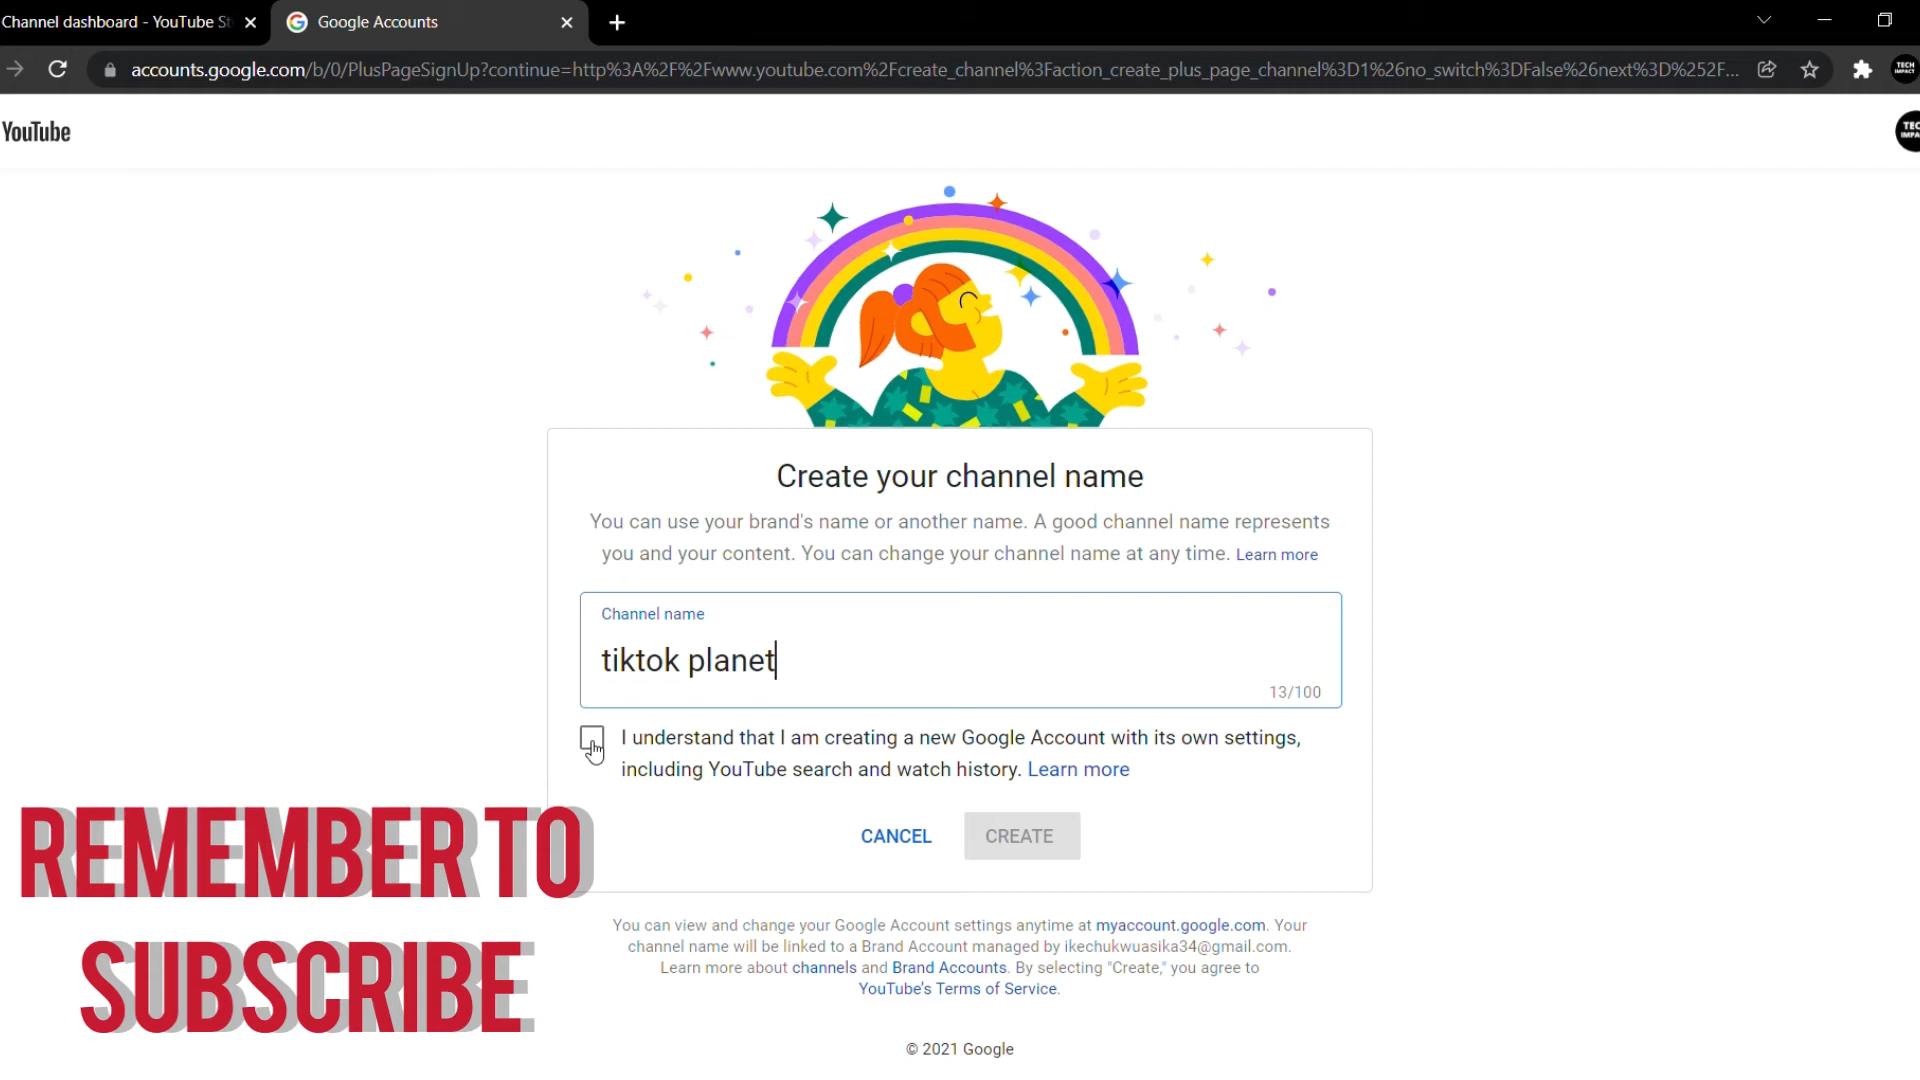 Channel dashboard - YouTube St
Google Accounts
accounts.google.com/b/0/PlusPageSignUp?continue=http%3A%2F%2Fwww.youtube.com%2Fcreate_channel%3Faction_create_plus_page_channel%3D1%26no_switch%3DFalse%26next%3D%252F...
TECH
IMPACT
YouTube
TEC
IMPA
Create your channel name
You can use your brand's name or another name. A good channel name represents
you and your content. You can change your channel name at any time. Learn more
Channel name
tiktok planet
13/100
I understand that I am creating a new Google Account with its own settings,
including YouTube search and watch history. Learn more
CANCEL
CREATE
REMEMBER TO
SUBSCRIBE
You can view and change your Google Account settings anytime at myaccount.google.com. Your
channel name will be linked to a Brand Account managed by ikechukwuasika34@gmail.com.
Learn more about channels and Brand Accounts. By selecting "Create," you agree to
YouTube's Terms of Service.
© 2021 Google